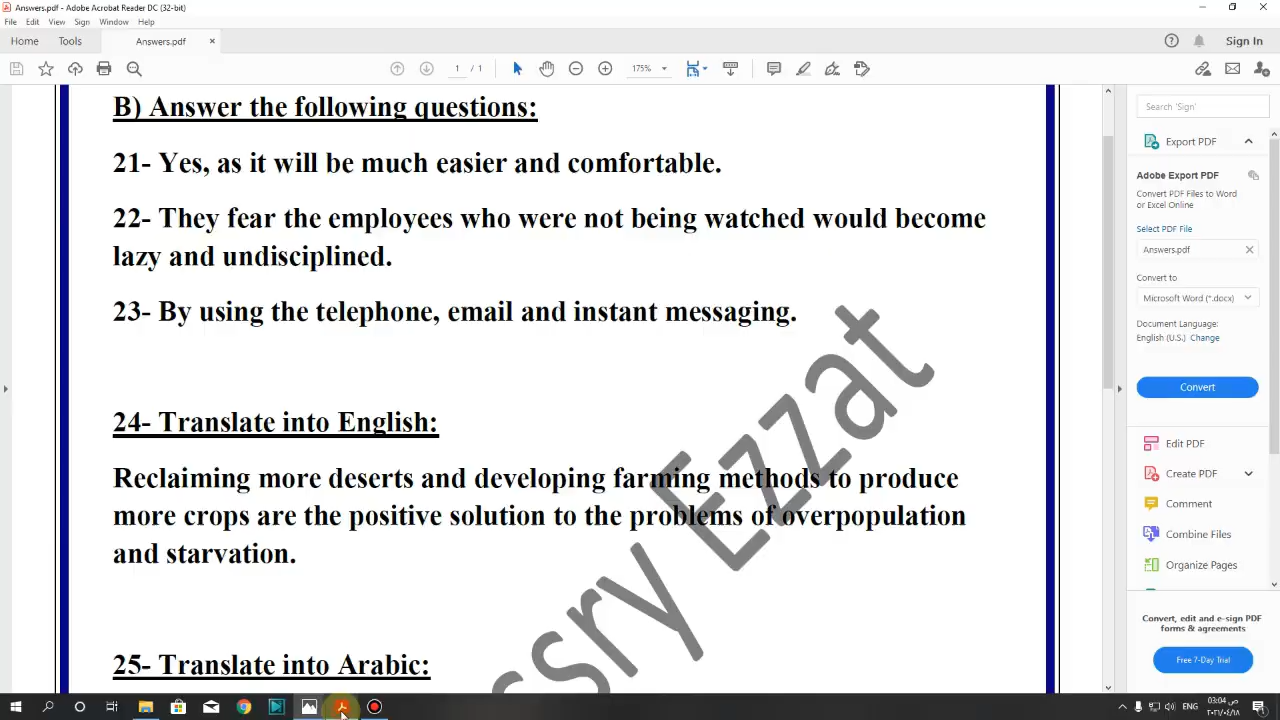 Answers.pdf - Adobe Acrobat Reader DC (32-bit)
File Edit View Sign Window Help
Home Tools Answers.pdf × Sign In
1 / 1 175%
B) Answer the following questions:
21- Yes, as it will be much easier and comfortable.
22- They fear the employees who were not being watched would become
lazy and undisciplined.
23- By using the telephone, email and instant messaging.
24- Translate into English:
Reclaiming more deserts and developing farming methods to produce
more crops are the positive solution to the problems of overpopulation
and starvation.
25- Translate into Arabic:
ssry Ezzat
Search 'Sign'
Export PDF
Adobe Export PDF
Convert PDF Files to Word
or Excel Online
Select PDF File
Answers.pdf
Convert to
Microsoft Word (*.docx)
Document Language:
English (U.S.) Change
Convert
Edit PDF
Create PDF
Comment
Combine Files
Organize Pages
Convert, edit and e-sign PDF
forms & agreements
Free 7-Day Trial
ENG
03:04 ص